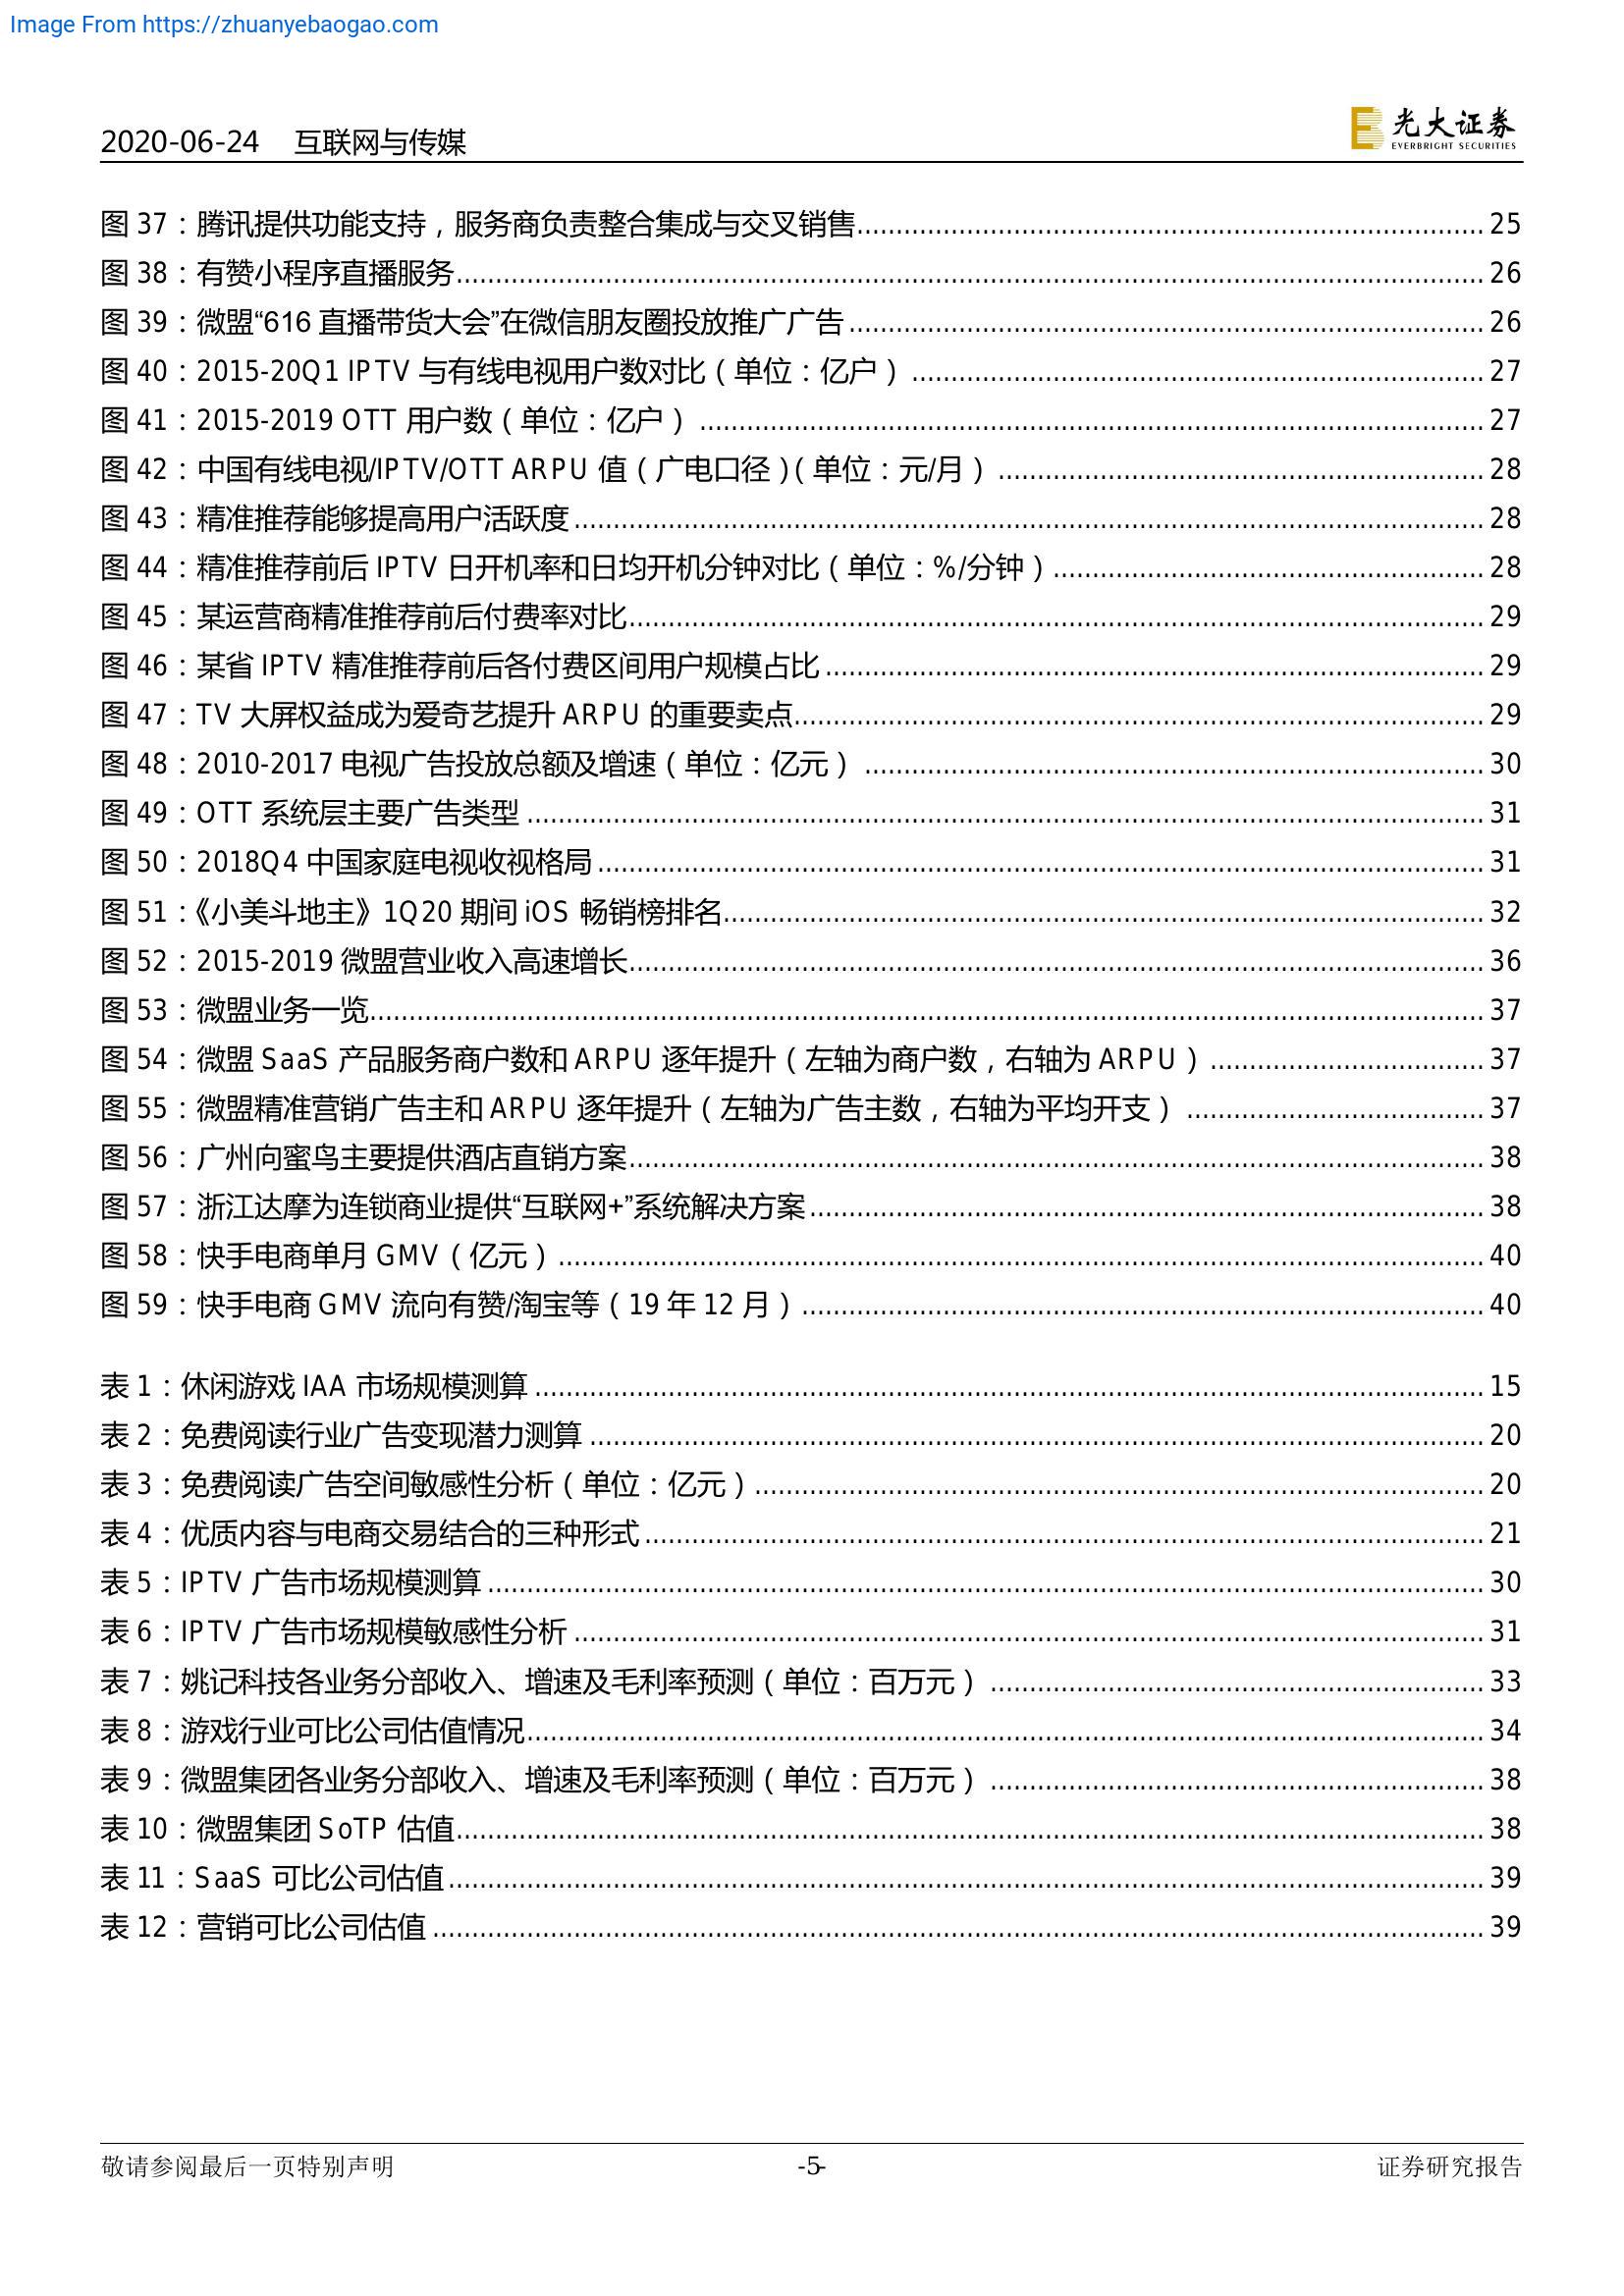 Image From https://zhuanyebaogao.com
2020-06-24 互联网与传媒
光大证券
EVERBRIGHT SECURITIES
图 37：腾讯提供功能支持，服务商负责整合集成与交叉销售 25
图 38：有赞小程序直播服务 26
图 39：微盟“616 直播带货大会”在微信朋友圈投放推广广告 26
图 40：2015-20Q1 IPTV 与有线电视用户数对比（单位：亿户） 27
图 41：2015-2019 OTT 用户数（单位：亿户） 27
图 42：中国有线电视/IPTV/OTT ARPU 值（广电口径）（单位：元/月） 28
图 43：精准推荐能够提高用户活跃度 28
图 44：精准推荐前后 IPTV 日开机率和日均开机分钟对比（单位：%/分钟） 28
图 45：某运营商精准推荐前后付费率对比 29
图 46：某省 IPTV 精准推荐前后各付费区间用户规模占比 29
图 47：TV 大屏权益成为爱奇艺提升 ARPU 的重要卖点 29
图 48：2010-2017 电视广告投放总额及增速（单位：亿元） 30
图 49：OTT 系统层主要广告类型 31
图 50：2018Q4 中国家庭电视收视格局 31
图 51：《小美斗地主》1Q20 期间 iOS 畅销榜排名 32
图 52：2015-2019 微盟营业收入高速增长 36
图 53：微盟业务一览 37
图 54：微盟 SaaS 产品服务商户数和 ARPU 逐年提升（左轴为商户数，右轴为 ARPU） 37
图 55：微盟精准营销广告主和 ARPU 逐年提升（左轴为广告主数，右轴为平均开支） 37
图 56：广州向蜜鸟主要提供酒店直销方案 38
图 57：浙江达摩为连锁商业提供“互联网+”系统解决方案 38
图 58：快手电商单月 GMV（亿元） 40
图 59：快手电商 GMV 流向有赞/淘宝等（19 年 12 月） 40
表 1：休闲游戏 IAA 市场规模测算 15
表 2：免费阅读行业广告变现潜力测算 20
表 3：免费阅读广告空间敏感性分析（单位：亿元） 20
表 4：优质内容与电商交易结合的三种形式 21
表 5：IPTV 广告市场规模测算 30
表 6：IPTV 广告市场规模敏感性分析 31
表 7：姚记科技各业务分部收入、增速及毛利率预测（单位：百万元） 33
表 8：游戏行业可比公司估值情况 34
表 9：微盟集团各业务分部收入、增速及毛利率预测（单位：百万元） 38
表 10：微盟集团 SoTP 估值 38
表 11：SaaS 可比公司估值 39
表 12：营销可比公司估值 39
敬请参阅最后一页特别声明 -5- 证券研究报告